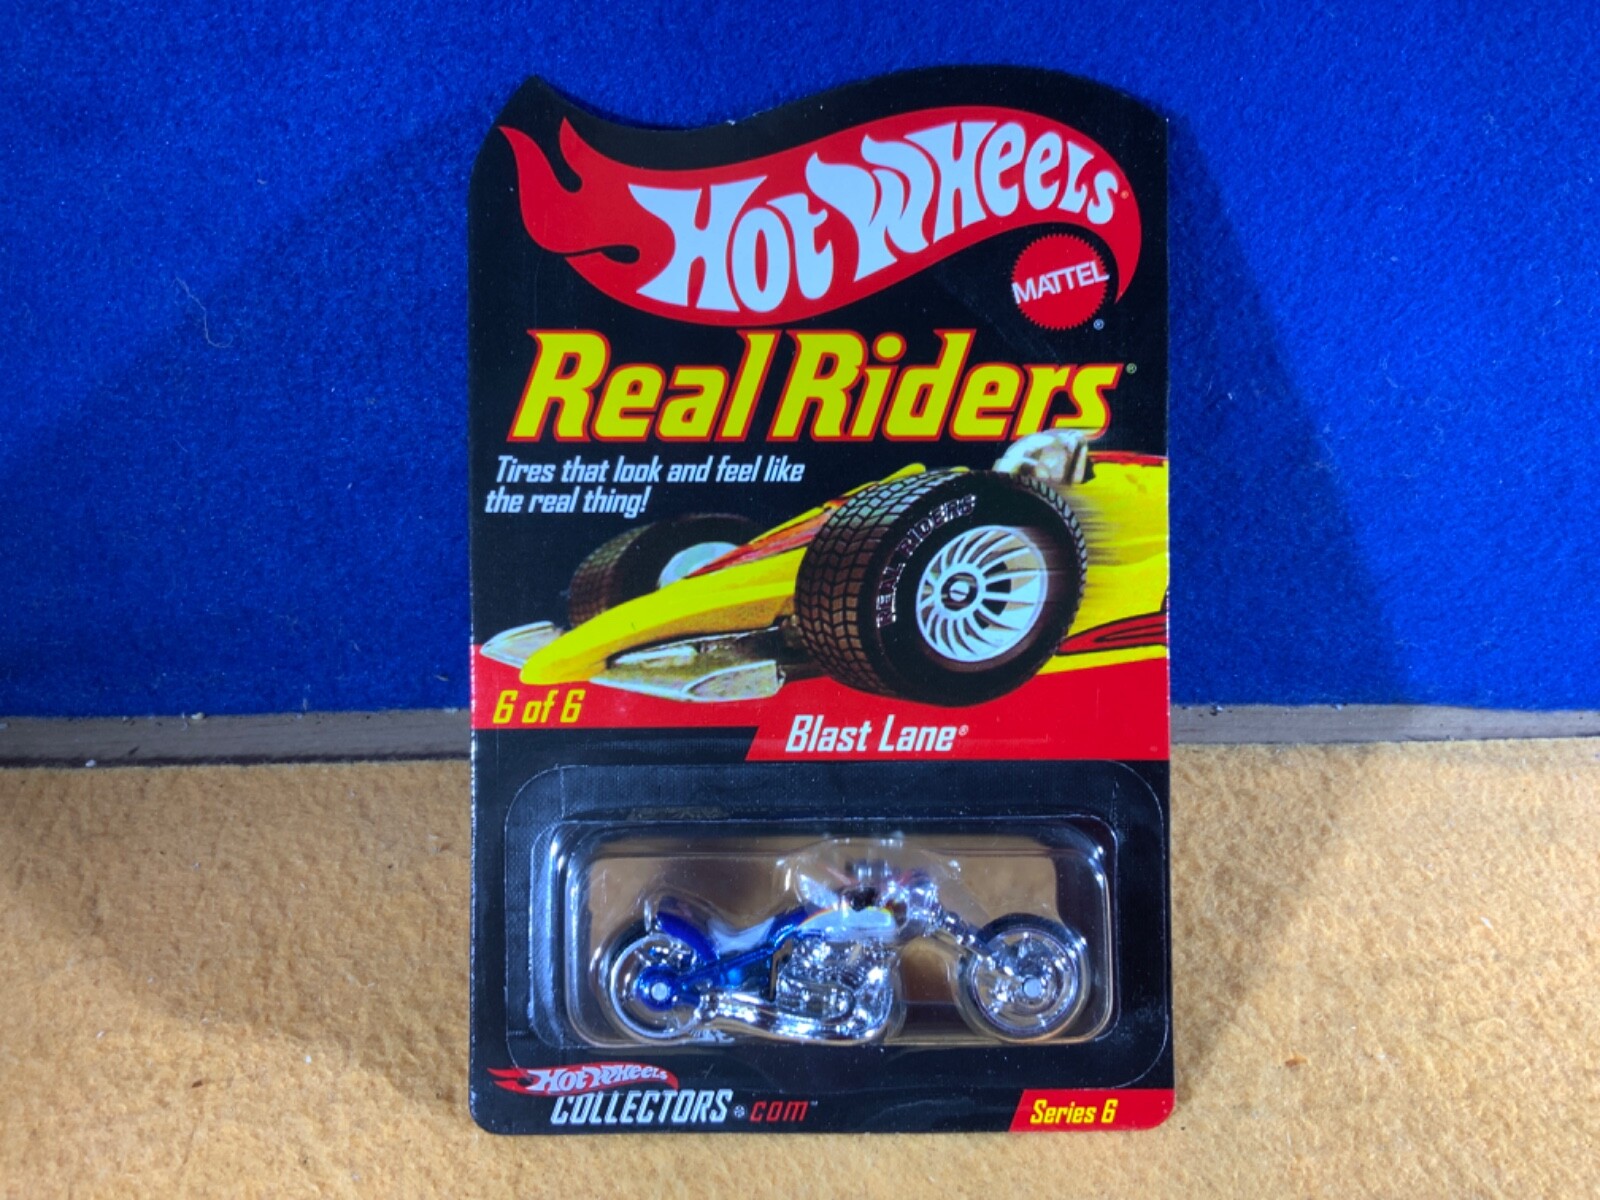 Hot Wheels®
MATTEL®
Real Riders®
Tires that look and feel like
the real thing!
REAL RIDERS
6 of 6
Blast Lane®
Hot Wheels
COLLECTORS.COM™
Series 6